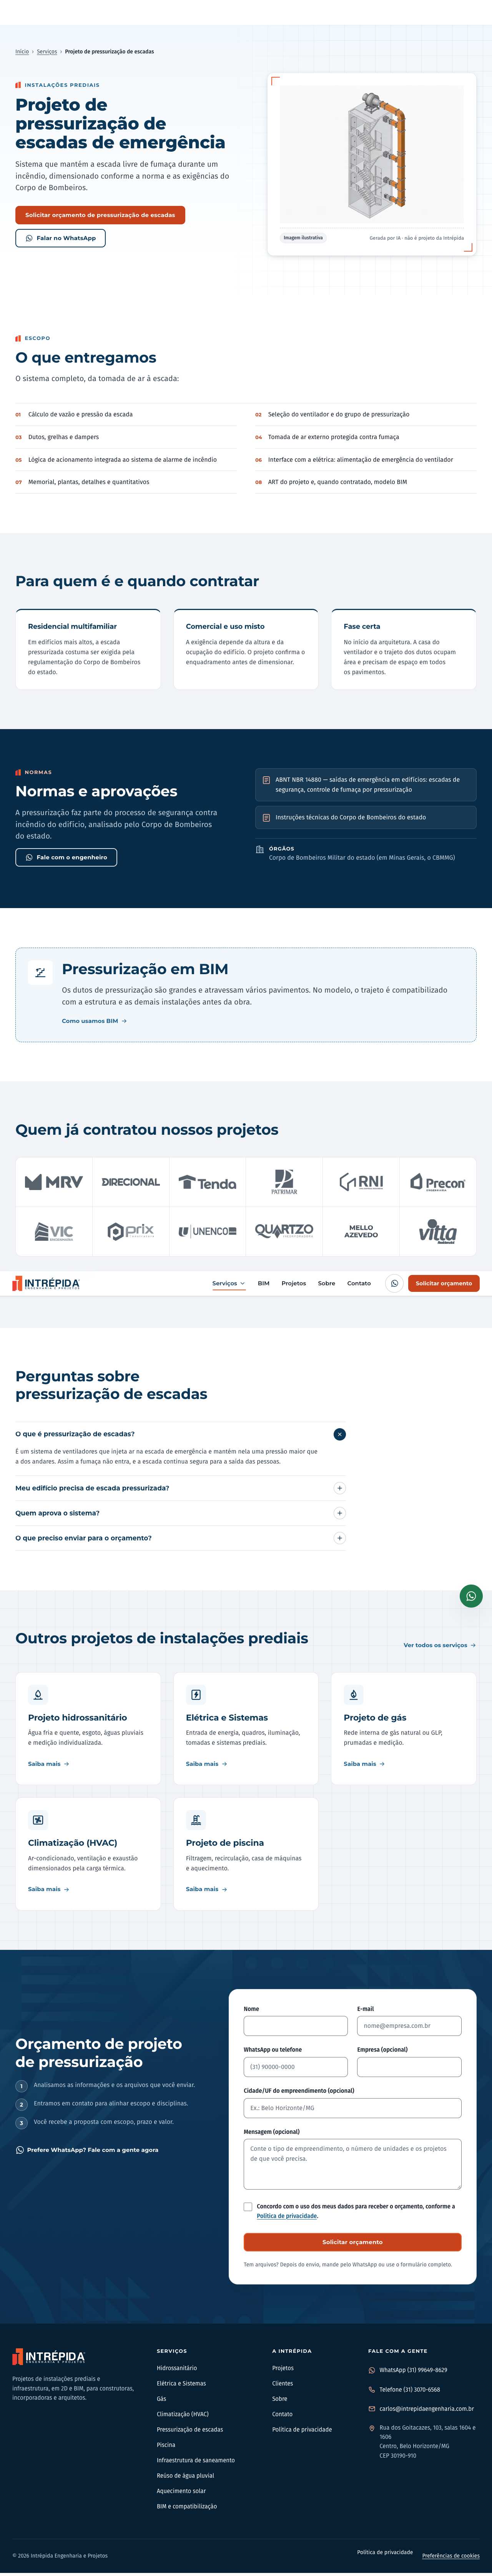 Início › Serviços › Projeto de pressurização de escadas
INSTALAÇÕES PREDIAIS
Projeto de
pressurização de
escadas de emergência
Sistema que mantém a escada livre de fumaça durante um
incêndio, dimensionado conforme a norma e as exigências do
Corpo de Bombeiros.
Solicitar orçamento de pressurização de escadas
Falar no WhatsApp
Imagem ilustrativa
Gerada por IA · não é projeto da Intrépida
ESCOPO
O que entregamos
O sistema completo, da tomada de ar à escada:
01 Cálculo de vazão e pressão da escada
02 Seleção do ventilador e do grupo de pressurização
03 Dutos, grelhas e dampers
04 Tomada de ar externo protegida contra fumaça
05 Lógica de acionamento integrada ao sistema de alarme de incêndio
06 Interface com a elétrica: alimentação de emergência do ventilador
07 Memorial, plantas, detalhes e quantitativos
08 ART do projeto e, quando contratado, modelo BIM
Para quem é e quando contratar
Residencial multifamiliar
Em edifícios mais altos, a escada
pressurizada costuma ser exigida pela
regulamentação do Corpo de Bombeiros
do estado.
Comercial e uso misto
A exigência depende da altura e da
ocupação do edifício. O projeto confirma o
enquadramento antes de dimensionar.
Fase certa
No início da arquitetura. A casa do
ventilador e o trajeto dos dutos ocupam
área e precisam de espaço em todos
os pavimentos.
NORMAS
Normas e aprovações
A pressurização faz parte do processo de segurança contra
incêndio do edifício, analisado pelo Corpo de Bombeiros
do estado.
Fale com o engenheiro
ABNT NBR 14880 — saídas de emergência em edifícios: escadas de
segurança, controle de fumaça por pressurização
Instruções técnicas do Corpo de Bombeiros do estado
ÓRGÃOS
Corpo de Bombeiros Militar do estado (em Minas Gerais, o CBMMG)
Pressurização em BIM
Os dutos de pressurização são grandes e atravessam vários pavimentos. No modelo, o trajeto é compatibilizado
com a estrutura e as demais instalações antes da obra.
Como usamos BIM →
Quem já contratou nossos projetos
MRV
DIRECIONAL
Tenda
PATRIMAR
RNI
Precon
ENGENHARIA
VIC
ENGENHARIA
prix
UNENCO
QUARTZO
MELLO
AZEVEDO
vitta
Residencial
INTRÉPIDA
ENGENHARIA E PROJETOS
Serviços
BIM
Projetos
Sobre
Contato
Solicitar orçamento
Perguntas sobre
pressurização de escadas
O que é pressurização de escadas?
É um sistema de ventiladores que injeta ar na escada de emergência e mantém nela uma pressão maior que
a dos andares. Assim a fumaça não entra, e a escada continua segura para a saída das pessoas.
Meu edifício precisa de escada pressurizada?
Quem aprova o sistema?
O que preciso enviar para o orçamento?
Outros projetos de instalações prediais
Ver todos os serviços →
Projeto hidrossanitário
Água fria e quente, esgoto, águas pluviais
e medição individualizada.
Saiba mais →
Elétrica e Sistemas
Entrada de energia, quadros, iluminação,
tomadas e sistemas prediais.
Saiba mais →
Projeto de gás
Rede interna de gás natural ou GLP,
prumadas e medição.
Saiba mais →
Climatização (HVAC)
Ar-condicionado, ventilação e exaustão
dimensionados pela carga térmica.
Saiba mais →
Projeto de piscina
Filtragem, recirculação, casa de máquinas
e aquecimento.
Saiba mais →
Orçamento de projeto
de pressurização
1 Analisamos as informações e os arquivos que você enviar.
2 Entramos em contato para alinhar escopo e disciplinas.
3 Você recebe a proposta com escopo, prazo e valor.
Prefere WhatsApp? Fale com a gente agora
Nome
E-mail
nome@empresa.com.br
WhatsApp ou telefone
(31) 90000-0000
Empresa (opcional)
Cidade/UF do empreendimento (opcional)
Ex.: Belo Horizonte/MG
Mensagem (opcional)
Conte o tipo do empreendimento, o número de unidades e os projetos
de que você precisa.
Concordo com o uso dos meus dados para receber o orçamento, conforme a
Política de privacidade.
Solicitar orçamento
Tem arquivos? Depois do envio, mande pelo WhatsApp ou use o formulário completo.
INTRÉPIDA
ENGENHARIA E PROJETOS
Projetos de instalações prediais e
infraestrutura, em 2D e BIM, para construtoras,
incorporadoras e arquitetos.
SERVIÇOS
Hidrossanitário
Elétrica e Sistemas
Gás
Climatização (HVAC)
Pressurização de escadas
Piscina
Infraestrutura de saneamento
Reúso de água pluvial
Aquecimento solar
BIM e compatibilização
A INTRÉPIDA
Projetos
Clientes
Sobre
Contato
Política de privacidade
FALE COM A GENTE
WhatsApp (31) 99649-8629
Telefone (31) 3070-6568
carlos@intrepidaengenharia.com.br
Rua dos Goitacazes, 103, salas 1604 e
1606
Centro, Belo Horizonte/MG
CEP 30190-910
© 2026 Intrépida Engenharia e Projetos
Política de privacidade
Preferências de cookies